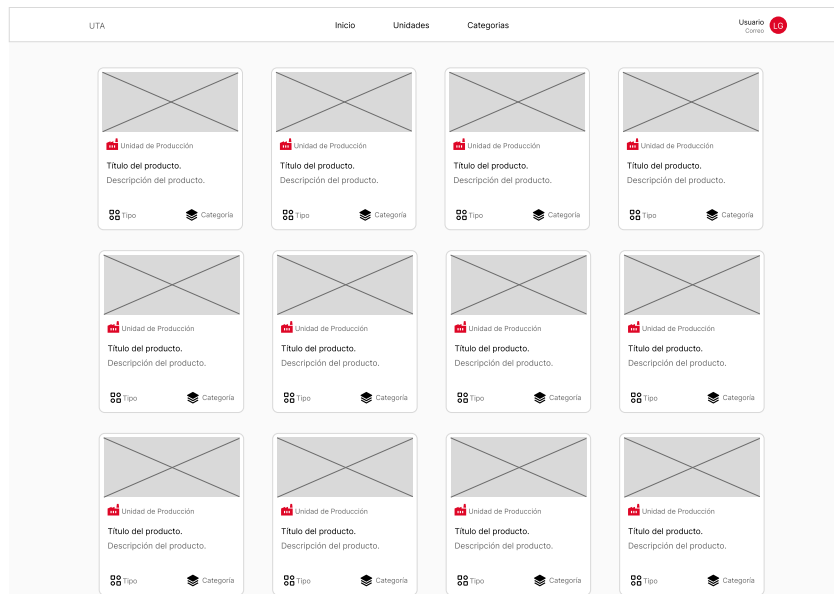 UTA
Inicio
Unidades
Categorias
Usuario
Correo
LG
Unidad de Producción
Título del producto.
Descripción del producto.
Tipo
Categoría
Unidad de Producción
Título del producto.
Descripción del producto.
Tipo
Categoría
Unidad de Producción
Título del producto.
Descripción del producto.
Tipo
Categoría
Unidad de Producción
Título del producto.
Descripción del producto.
Tipo
Categoría
Unidad de Producción
Título del producto.
Descripción del producto.
Tipo
Categoría
Unidad de Producción
Título del producto.
Descripción del producto.
Tipo
Categoría
Unidad de Producción
Título del producto.
Descripción del producto.
Tipo
Categoría
Unidad de Producción
Título del producto.
Descripción del producto.
Tipo
Categoría
Unidad de Producción
Título del producto.
Descripción del producto.
Tipo
Categoría
Unidad de Producción
Título del producto.
Descripción del producto.
Tipo
Categoría
Unidad de Producción
Título del producto.
Descripción del producto.
Tipo
Categoría
Unidad de Producción
Título del producto.
Descripción del producto.
Tipo
Categoría